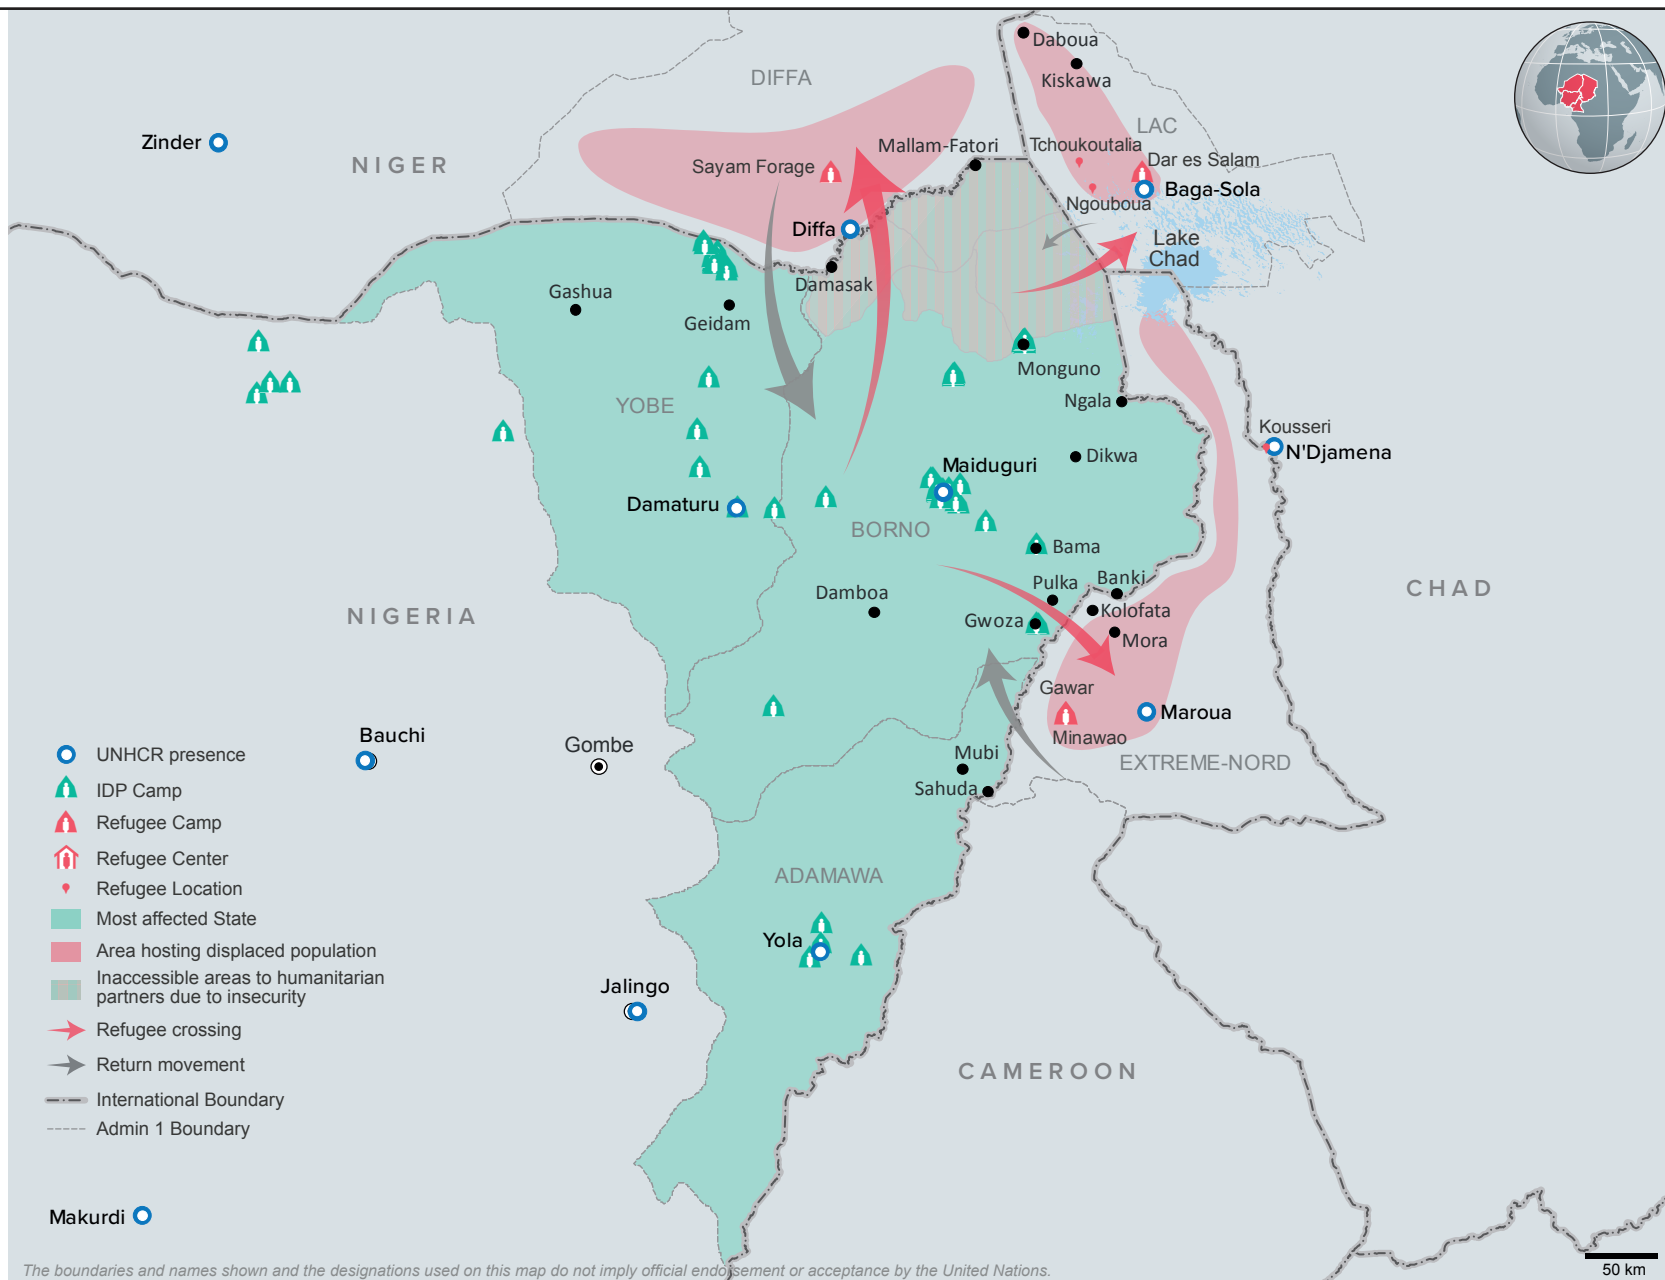 Daboua
Kiskawa
DIFFA
LAC
Zinder
NIGER
Mallam-Fatori
Tchoukoutalia
Dar es Salam
Sayam Forage
Baga-Sola
Ngouboua
Diffa
Lake
Chad
Damasak
Gashua
Geidam
Monguno
Ngala
YOBE
Kousseri
N'Djamena
Dikwa
Maiduguri
Damaturu
BORNO
Bama
Pulka
Banki
Damboa
CHAD
Kolofata
NIGERIA
Gwoza
Mora
Gawar
Maroua
Minawao
Bauchi
Gombe
Mubi
EXTREME-NORD
Sahuda
ADAMAWA
Yola
Jalingo
CAMEROON
Makurdi
UNHCR presence
IDP Camp
Refugee Camp
Refugee Center
Refugee Location
Most affected State
Area hosting displaced population
Inaccessible areas to humanitarian
partners due to insecurity
Refugee crossing
Return movement
International Boundary
Admin 1 Boundary
50 km
The boundaries and names shown and the designations used on this map do not imply official endorsement or acceptance by the United Nations.